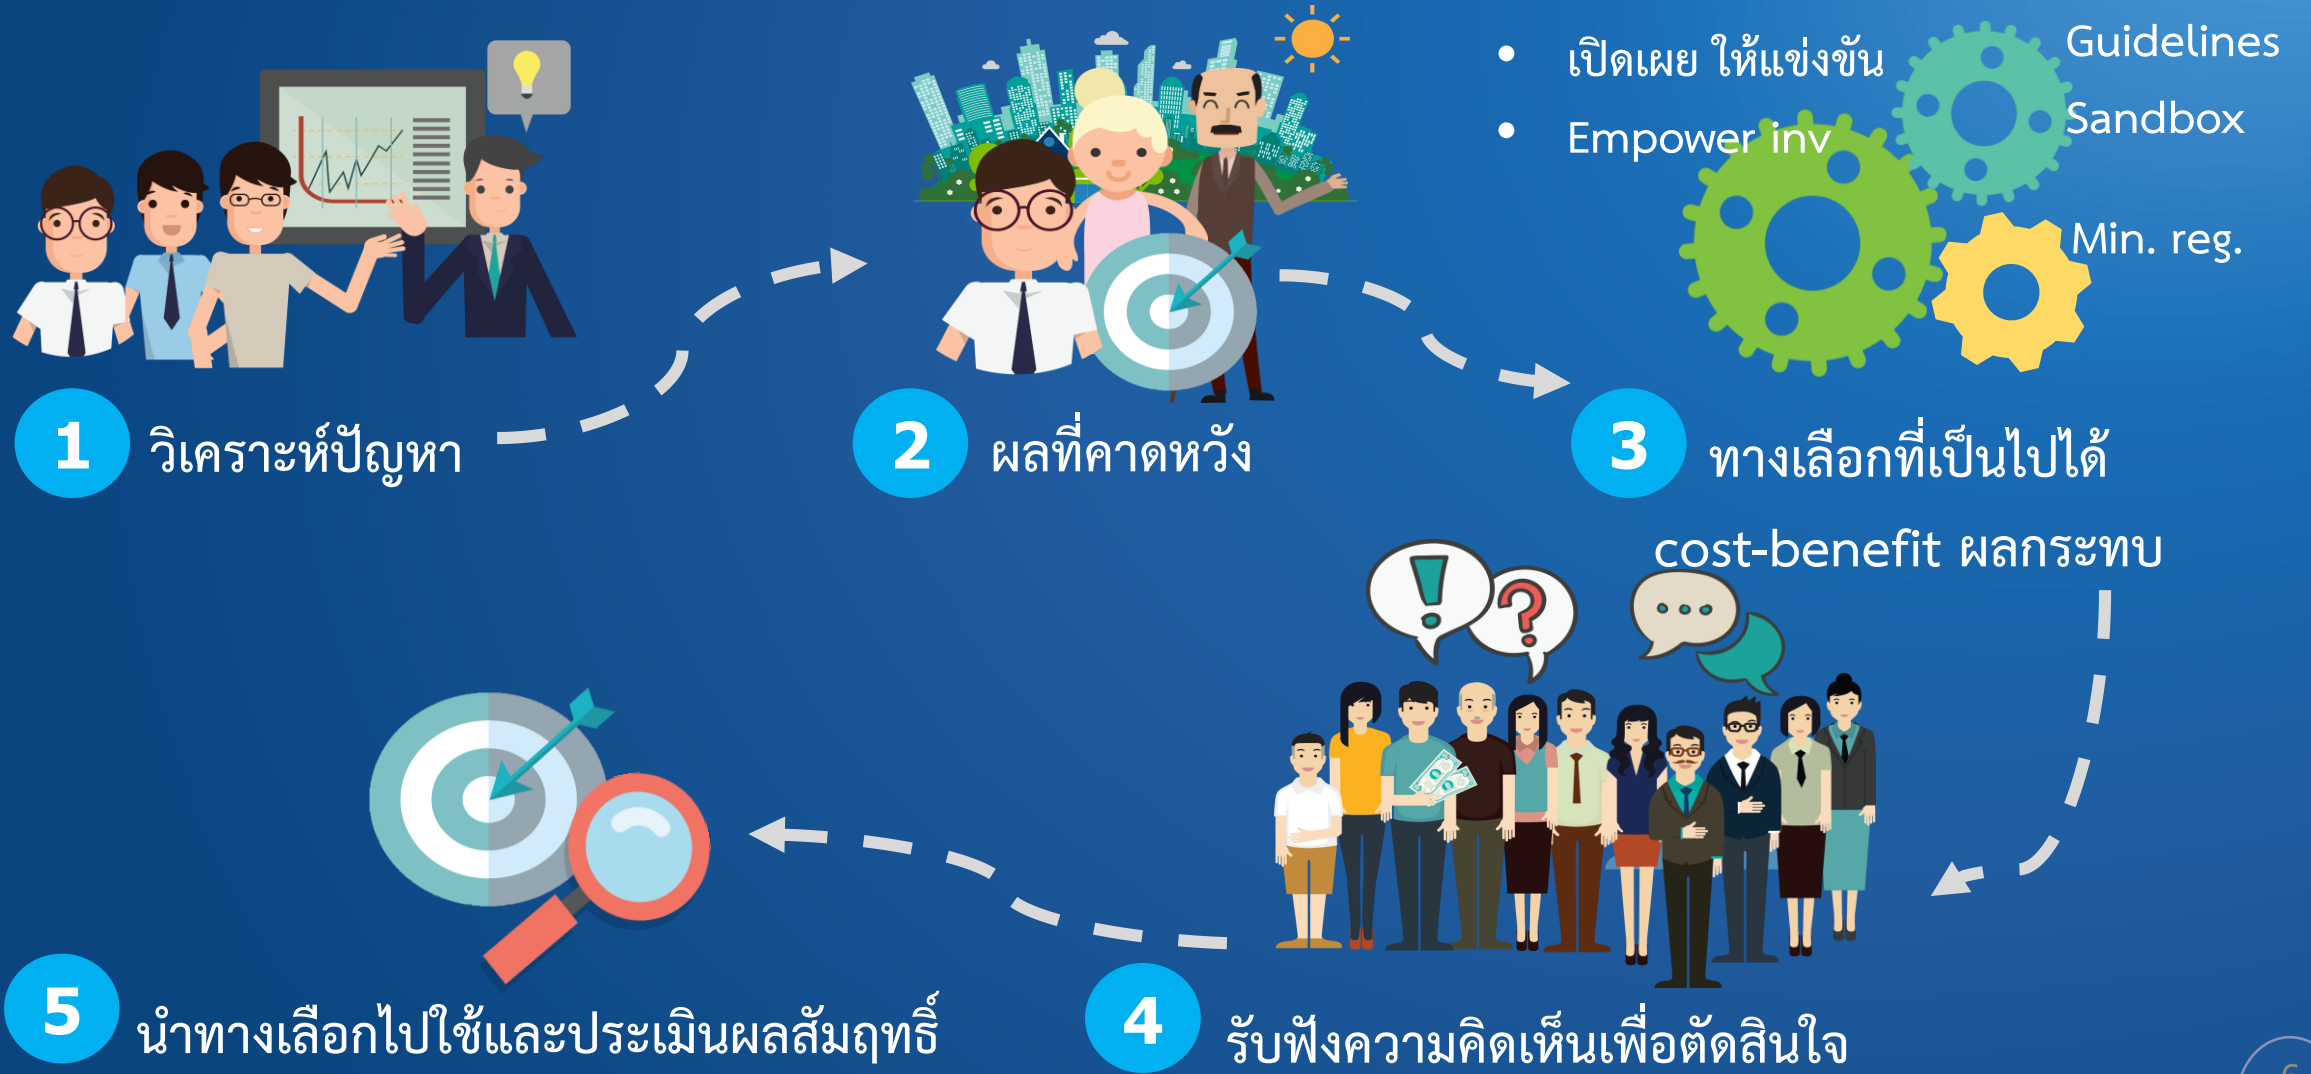 • เปิดเผย ให้แข่งขัน
• Empower inv
Guidelines
Sandbox
Min. reg.
1 วิเคราะห์ปัญหา
2 ผลที่คาดหวัง
3 ทางเลือกที่เป็นไปได้
cost-benefit ผลกระทบ
4 รับฟังความคิดเห็นเพื่อตัดสินใจ
5 นำทางเลือกไปใช้และประเมินผลสัมฤทธิ์